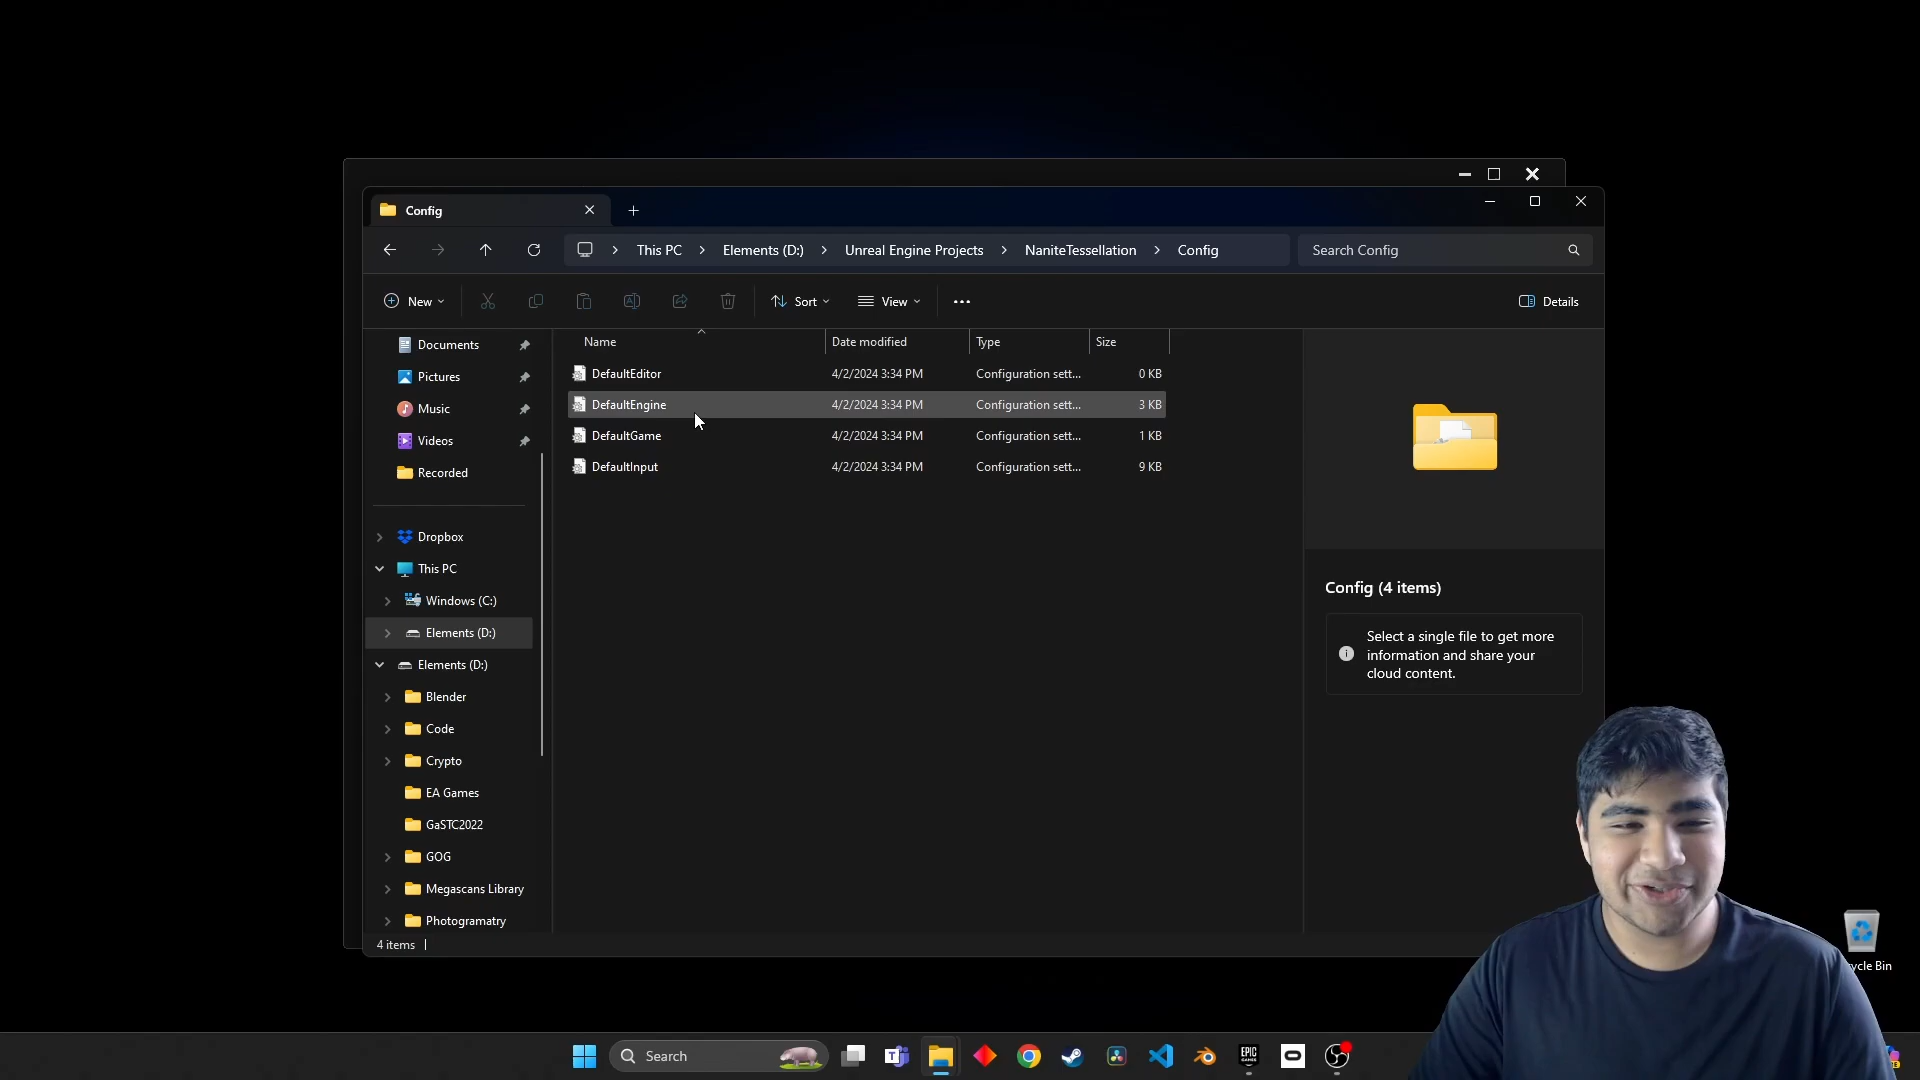 Config
This PC
Elements (D:)
Unreal Engine Projects
NaniteTessellation
Config
Search Config
New
Sort
View
Details
Name
Date modified
Type
Size
DefaultEditor
4/2/2024 3:34 PM
Configuration sett...
0 KB
DefaultEngine
4/2/2024 3:34 PM
Configuration sett...
3 KB
DefaultGame
4/2/2024 3:34 PM
Configuration sett...
1 KB
DefaultInput
4/2/2024 3:34 PM
Configuration sett...
9 KB
Documents
Pictures
Music
Videos
Recorded
Dropbox
This PC
Windows (C:)
Elements (D:)
Elements (D:)
Blender
Code
Crypto
EA Games
GaSTC2022
GOG
Megascans Library
Photogramatry
4 items
Config (4 items)
Select a single file to get more
information and share your
cloud content.
cycle Bin
Search
EPIC
GAMES